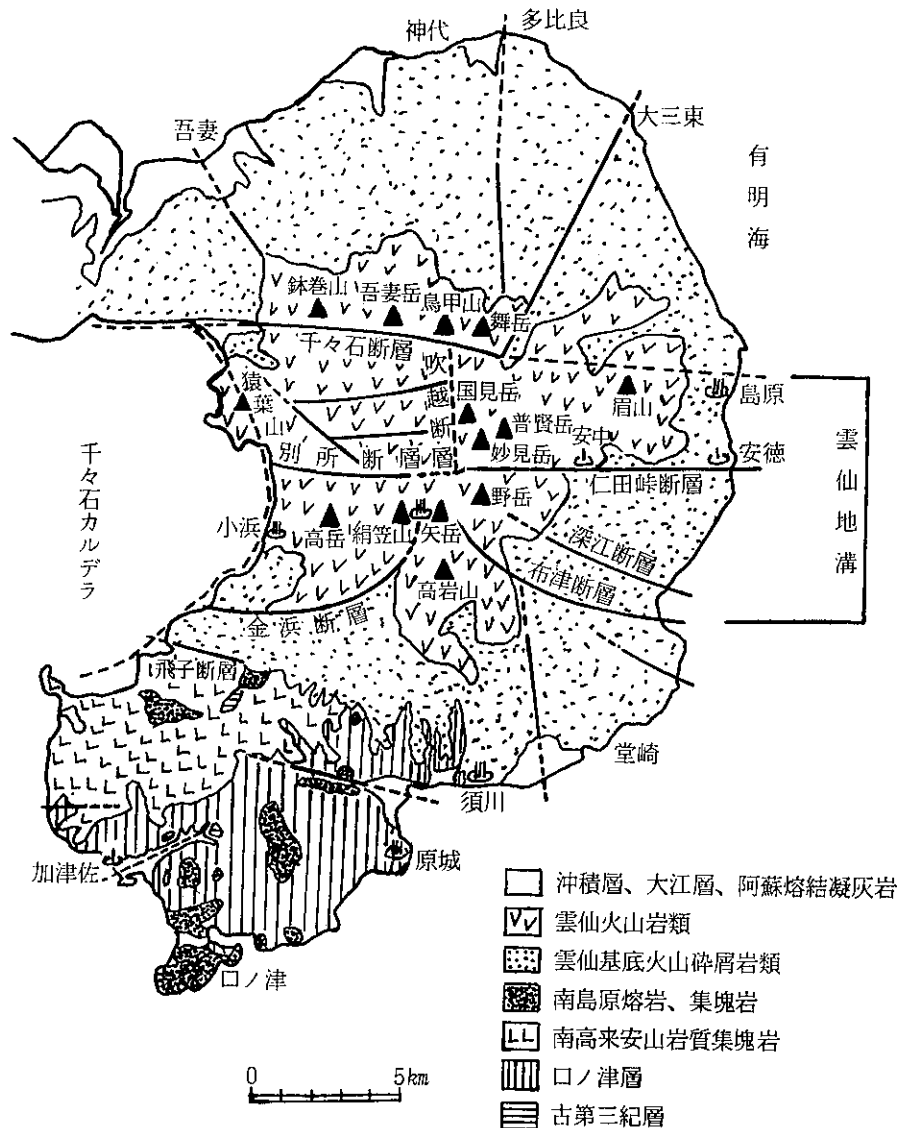 神代
多比良
吾妻
大三東
有明海
鉢巻山
吾妻岳
鳥甲山
舞岳
千々石断層
吹越断層
国見岳
普賢岳
妙見岳
眉山
島原
猿葉山
別所断層
安中
安徳
仁田峠断層
雲仙地溝
千々石カルデラ
小浜
高岳
絹笠山
矢岳
野岳
高岩山
深江断層
布津断層
金浜断層
飛子断層
堂崎
須川
加津佐
原城
口ノ津
沖積層、大江層、阿蘇熔結凝灰岩
雲仙火山岩類
雲仙基底火山砕屑岩類
南島原熔岩、集塊岩
南高来安山岩質集塊岩
口ノ津層
古第三紀層
0 5km